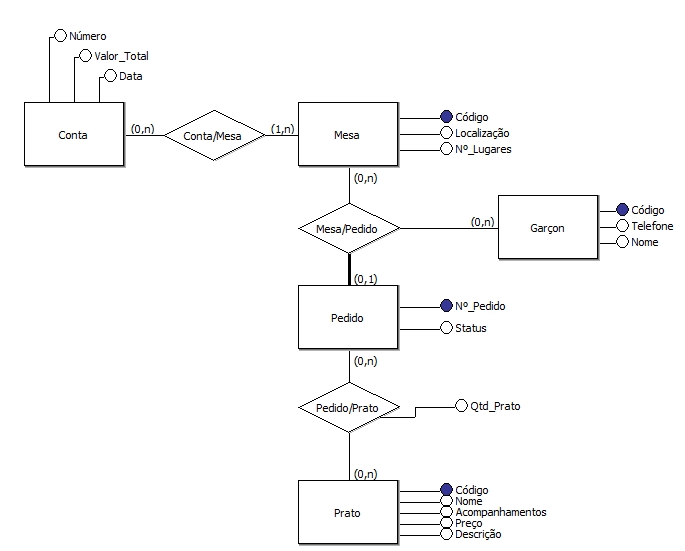 Número
Valor_Total
Data
Conta
(0,n)
Conta/Mesa
(1,n)
Mesa
Código
Localização
Nº_Lugares
(0,n)
Mesa/Pedido
(0,n)
Garçon
Código
Telefone
Nome
(0,1)
Pedido
Nº_Pedido
Status
(0,n)
Pedido/Prato
Qtd_Prato
(0,n)
Prato
Código
Nome
Acompanhamentos
Preço
Descrição